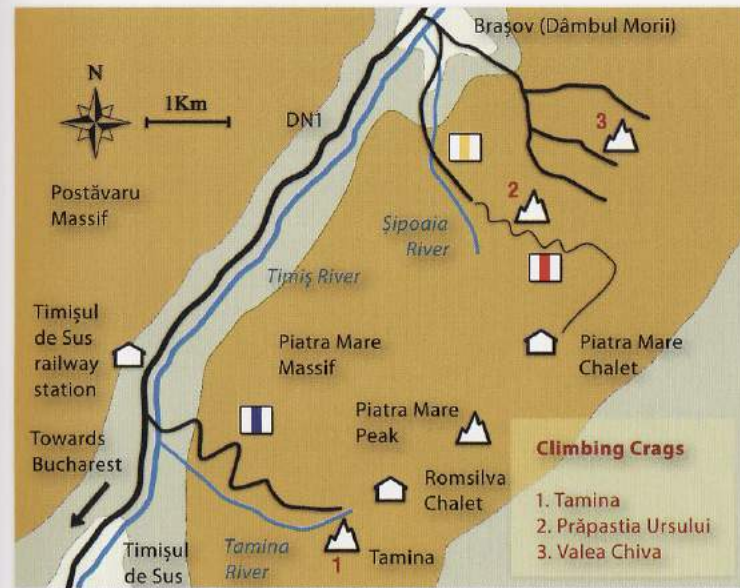 Brașov (Dâmbul Morii)
N
1Km
DN1
3
Postăvaru
Massif
2
Șipoaia
River
Timiș River
Timișul
de Sus
railway
station
Piatra Mare
Massif
Piatra Mare
Chalet
Piatra Mare
Peak
Towards
Bucharest
Romsilva
Chalet
Climbing Crags
1. Tamina
2. Prăpastia Ursului
3. Valea Chiva
Timișul
de Sus
Tamina
River
1
Tamina